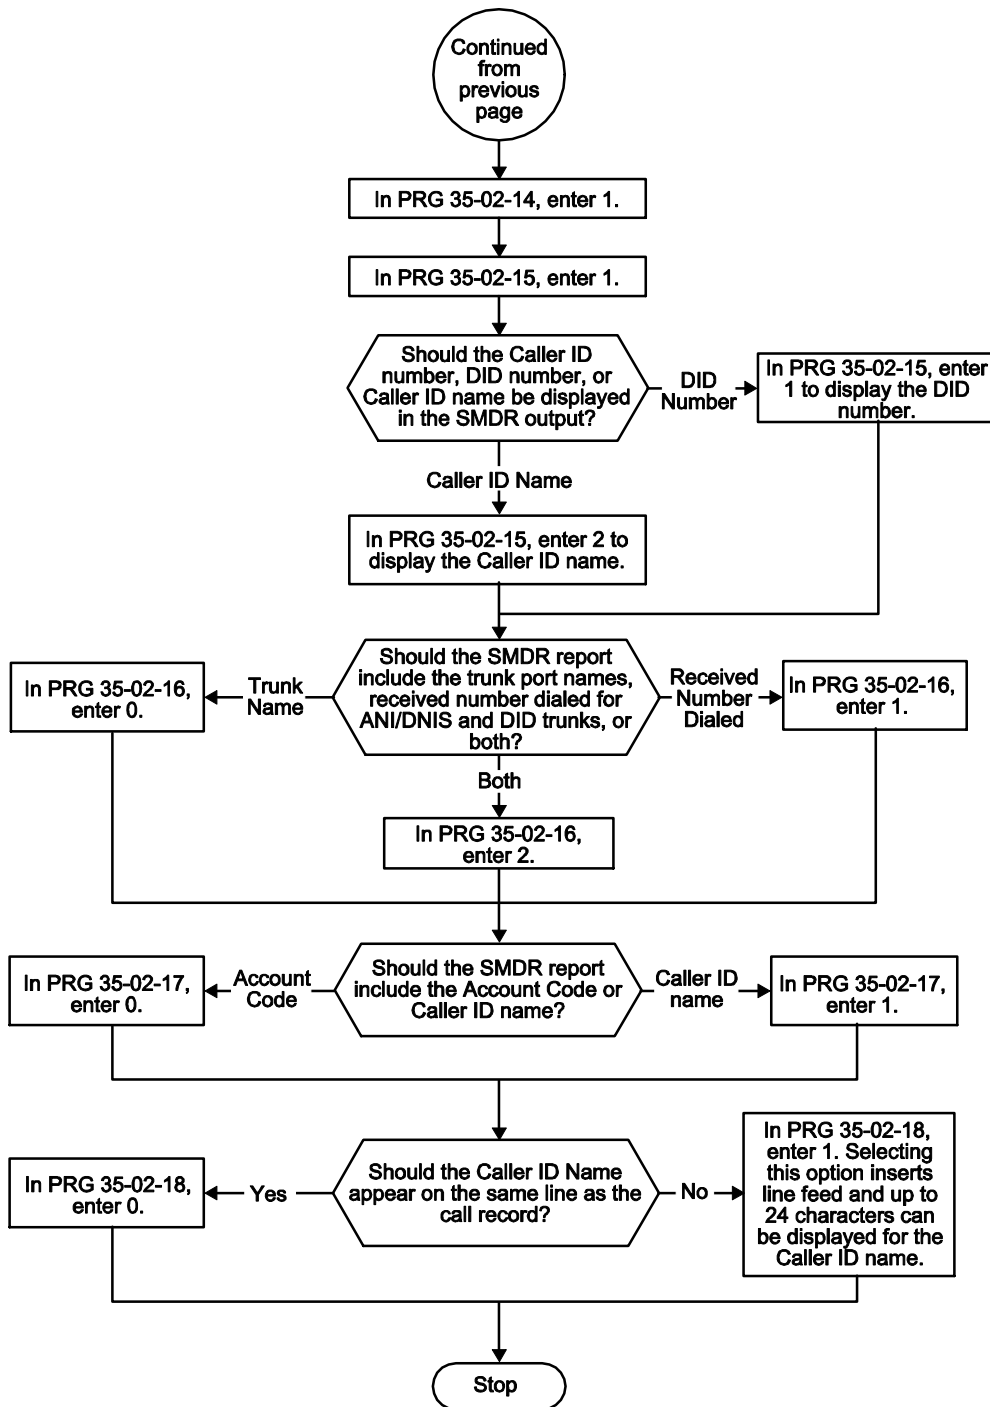 Continued
from
previous
page
In PRG 35-02-14, enter 1.
In PRG 35-02-15, enter 1.
Should the Caller ID
number, DID number, or
Caller ID name be displayed
in the SMDR output?
DID
Number
In PRG 35-02-15, enter
1 to display the DID
number.
Caller ID Name
In PRG 35-02-15, enter 2 to
display the Caller ID name.
Should the SMDR report
include the trunk port names,
received number dialed for
ANI/DNIS and DID trunks, or
both?
Trunk
Name
In PRG 35-02-16,
enter 0.
Received
Number
Dialed
In PRG 35-02-16,
enter 1.
Both
In PRG 35-02-16,
enter 2.
Should the SMDR report
include the Account Code or
Caller ID name?
Account
Code
In PRG 35-02-17,
enter 0.
Caller ID
name
In PRG 35-02-17,
enter 1.
Should the Caller ID Name
appear on the same line as the
call record?
Yes
In PRG 35-02-18,
enter 0.
No
In PRG 35-02-18,
enter 1. Selecting
this option inserts
line feed and up to
24 characters can
be displayed for the
Caller ID name.
Stop